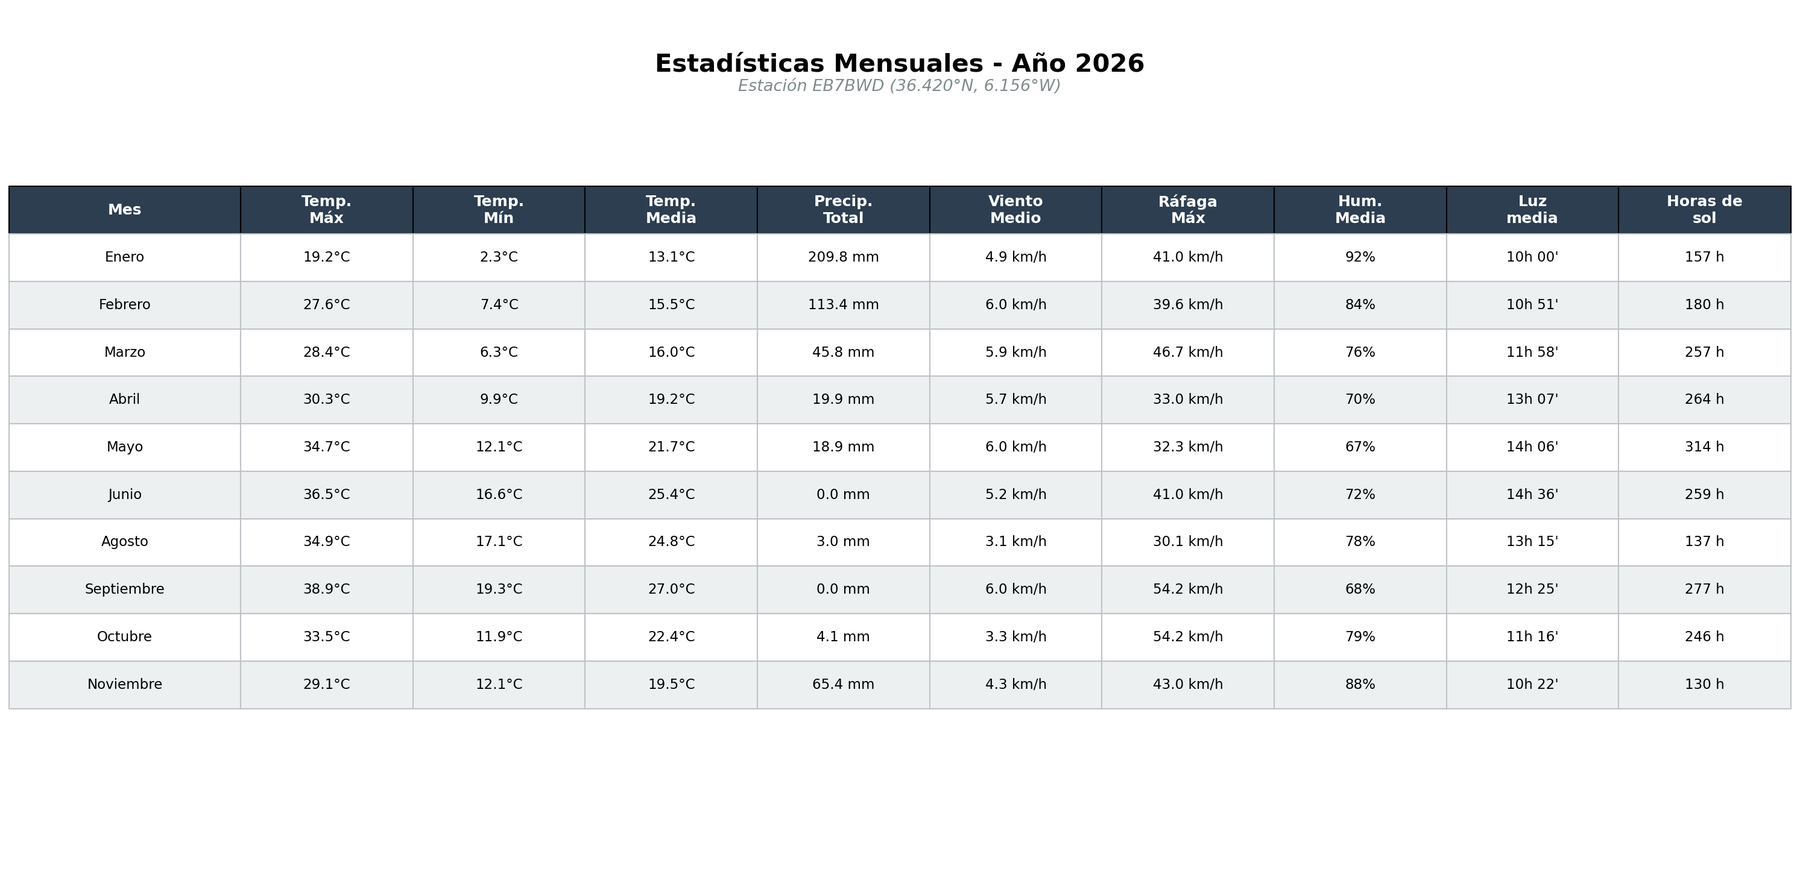 Estadísticas Mensuales - Año 2026
Estación EB7BWD (36.420°N, 6.156°W)
Mes Temp. Máx Temp. Mín Temp. Media Precip. Total Viento Medio Ráfaga Máx Hum. Media Luz media Horas de sol
Enero 19.2°C 2.3°C 13.1°C 209.8 mm 4.9 km/h 41.0 km/h 92% 10h 00' 157 h
Febrero 27.6°C 7.4°C 15.5°C 113.4 mm 6.0 km/h 39.6 km/h 84% 10h 51' 180 h
Marzo 28.4°C 6.3°C 16.0°C 45.8 mm 5.9 km/h 46.7 km/h 76% 11h 58' 257 h
Abril 30.3°C 9.9°C 19.2°C 19.9 mm 5.7 km/h 33.0 km/h 70% 13h 07' 264 h
Mayo 34.7°C 12.1°C 21.7°C 18.9 mm 6.0 km/h 32.3 km/h 67% 14h 06' 314 h
Junio 36.5°C 16.6°C 25.4°C 0.0 mm 5.2 km/h 41.0 km/h 72% 14h 36' 259 h
Agosto 34.9°C 17.1°C 24.8°C 3.0 mm 3.1 km/h 30.1 km/h 78% 13h 15' 137 h
Septiembre 38.9°C 19.3°C 27.0°C 0.0 mm 6.0 km/h 54.2 km/h 68% 12h 25' 277 h
Octubre 33.5°C 11.9°C 22.4°C 4.1 mm 3.3 km/h 54.2 km/h 79% 11h 16' 246 h
Noviembre 29.1°C 12.1°C 19.5°C 65.4 mm 4.3 km/h 43.0 km/h 88% 10h 22' 130 h